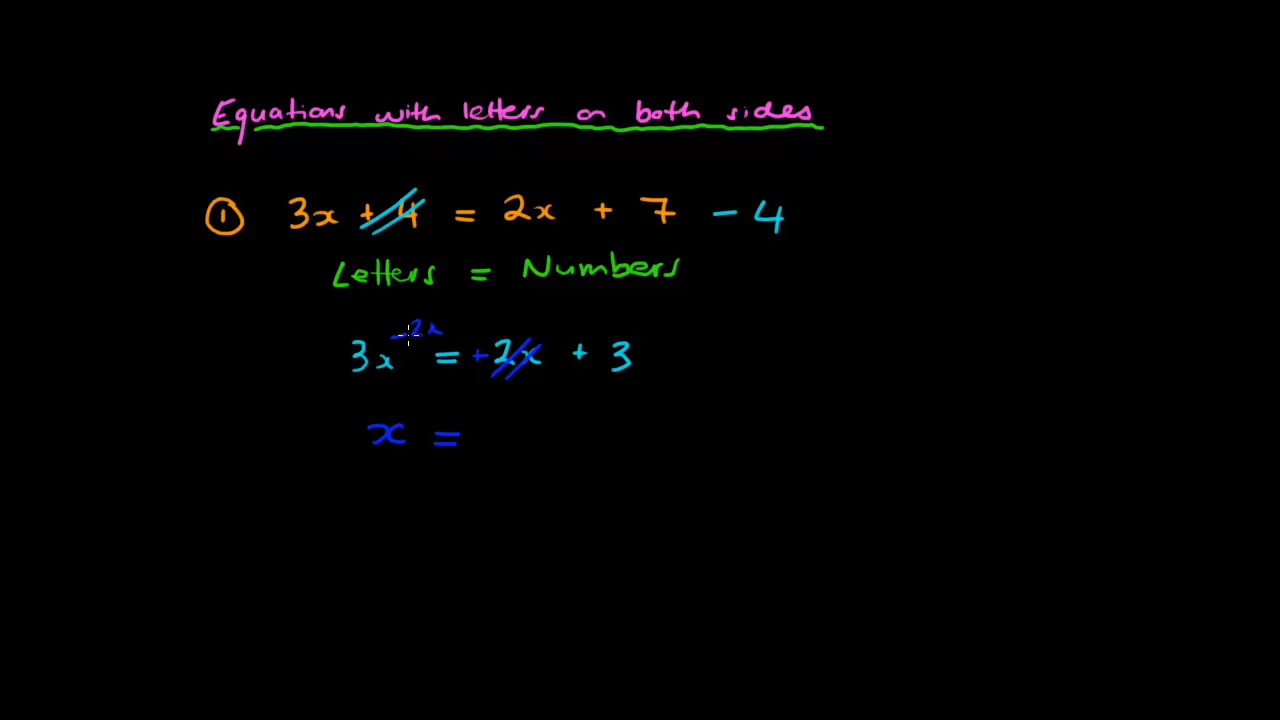 Equations with letters on both sides
① 3x + 4 = 2x + 7 - 4
Letters = Numbers
3x -2x = +2x + 3
x =